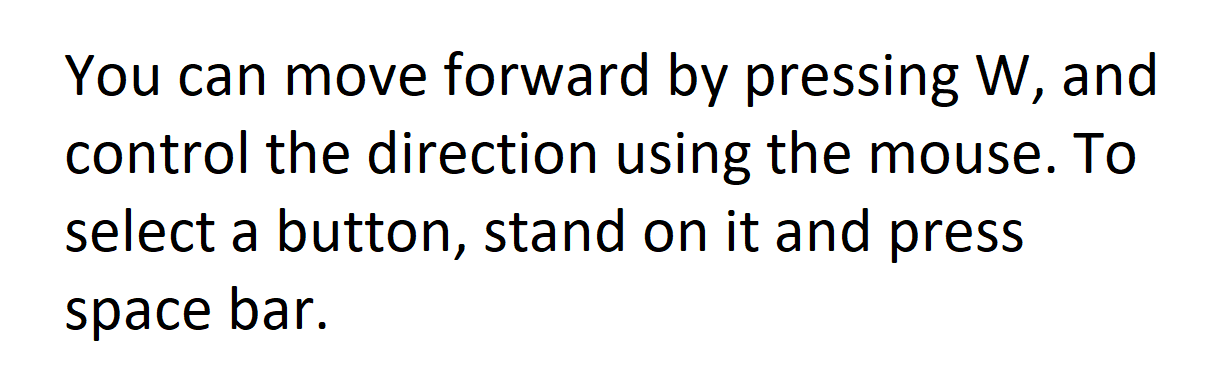 You can move forward by pressing W, and
control the direction using the mouse. To
select a button, stand on it and press
space bar.